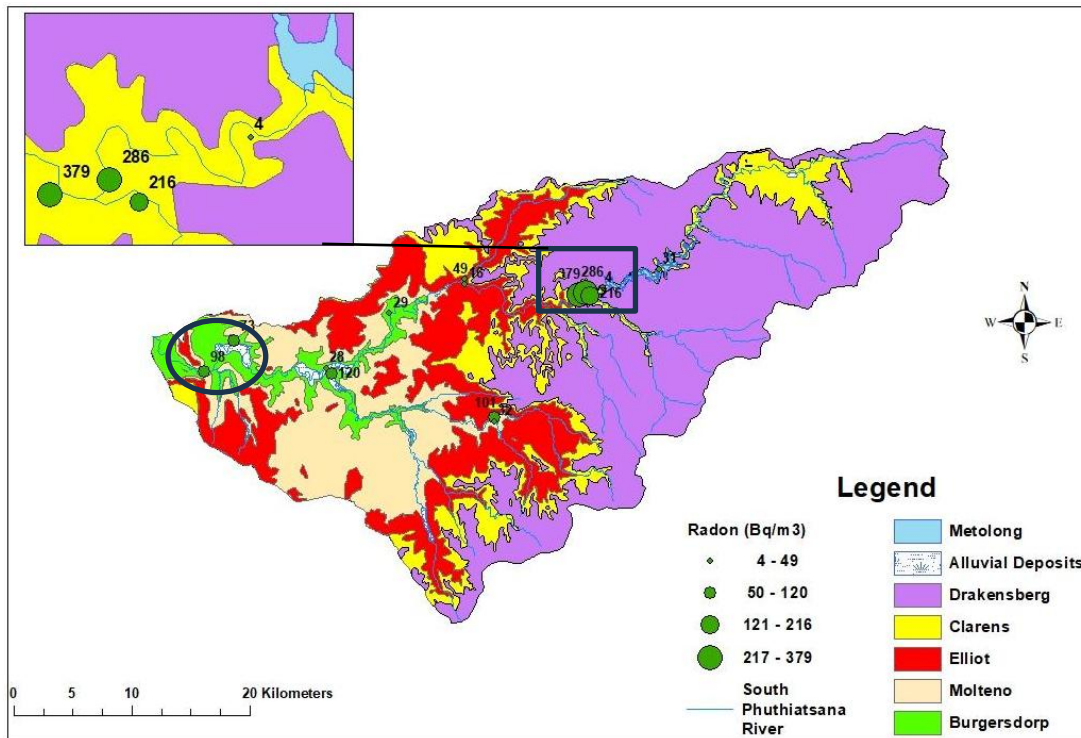 4
286
379
216
379
286
4
216
31
49
16
29
98
28
120
101
32
N
W
E
S
Legend
Radon (Bq/m3)
4 - 49
50 - 120
121 - 216
217 - 379
South
Phuthiatsana
River
Metolong
Alluvial Deposits
Drakensberg
Clarens
Elliot
Molteno
Burgersdorp
0 5 10 20 Kilometers